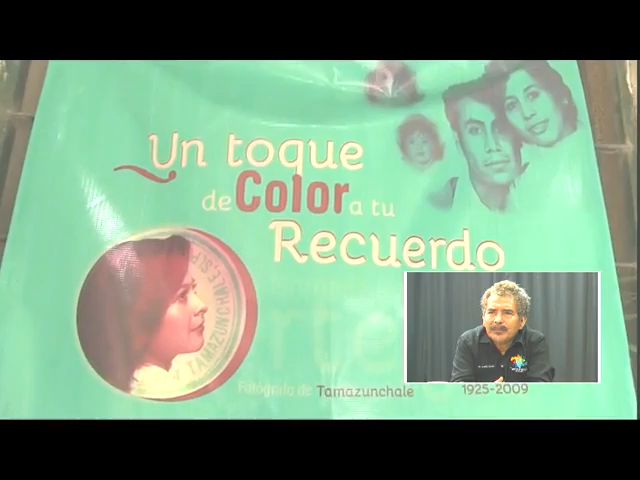 Un toque
de Color a tu
Recuerdo
TAMAZUNCHALE, S.L.P.
Fotógrafo de Tamazunchale 1925-2009